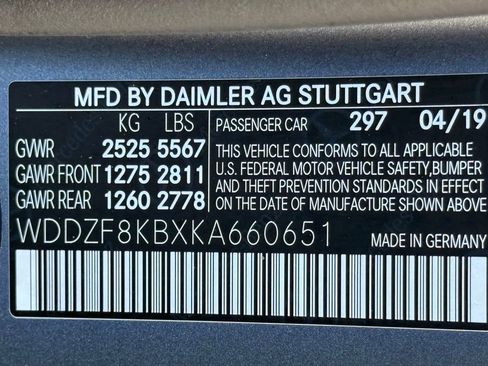 MFD BY DAIMLER AG STUTTGART
KG LBS PASSENGER CAR 297 04/19
GWR 2525 5567
GAWR FRONT 1275 2811
GAWR REAR 1260 2778
THIS VEHICLE CONFORMS TO ALL APPLICABLE
U.S. FEDERAL MOTOR VEHICLE SAFETY,BUMPER
AND THEFT PREVENTION STANDARDS IN EFFECT
ON THE DATE OF MANUFACTURE SHOWN ABOVE.
WDDZF8KBXKA660651
MADE IN GERMANY